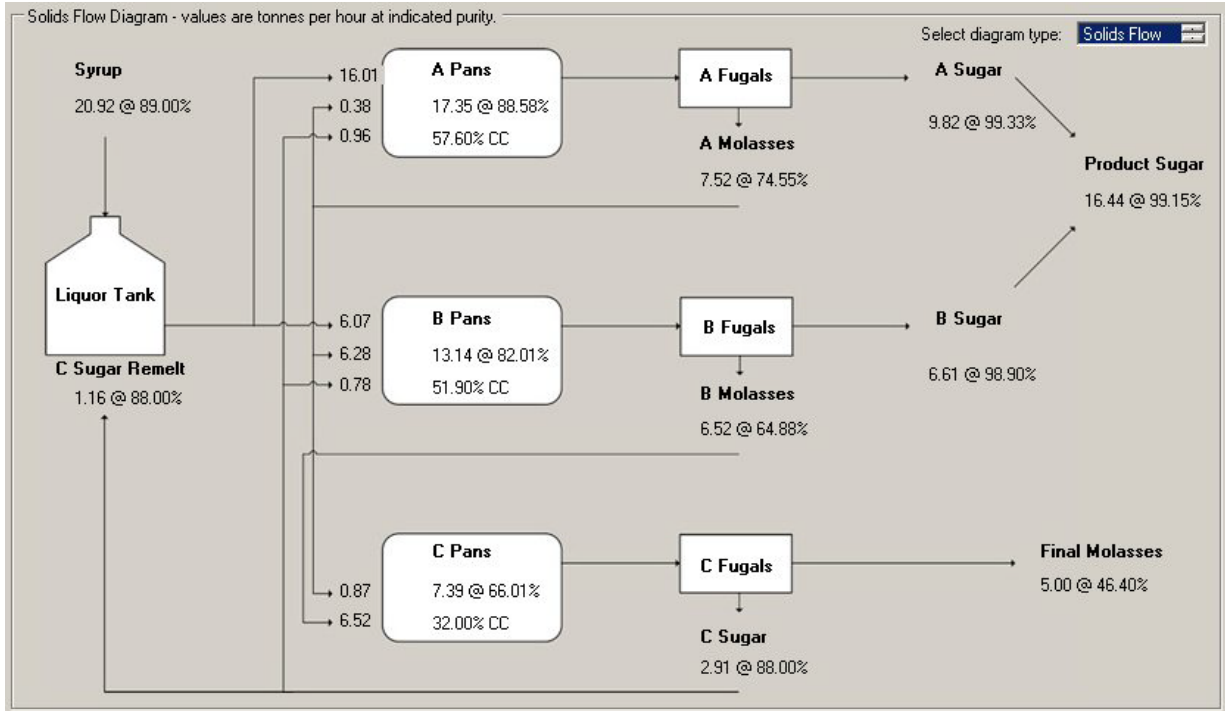 Solids Flow Diagram - values are tonnes per hour at indicated purity.
Select diagram type: Solids Flow
Syrup
20.92 @ 89.00%
16.01
0.38
0.96
A Pans
17.35 @ 88.58%
57.60% CC
A Fugals
A Molasses
7.52 @ 74.55%
A Sugar
9.82 @ 99.33%
Product Sugar
16.44 @ 99.15%
Liquor Tank
C Sugar Remelt
1.16 @ 88.00%
6.07
6.28
0.78
B Pans
13.14 @ 82.01%
51.90% CC
B Fugals
B Molasses
6.52 @ 64.88%
B Sugar
6.61 @ 98.90%
0.87
6.52
C Pans
7.39 @ 66.01%
32.00% CC
C Fugals
C Sugar
2.91 @ 88.00%
Final Molasses
5.00 @ 46.40%